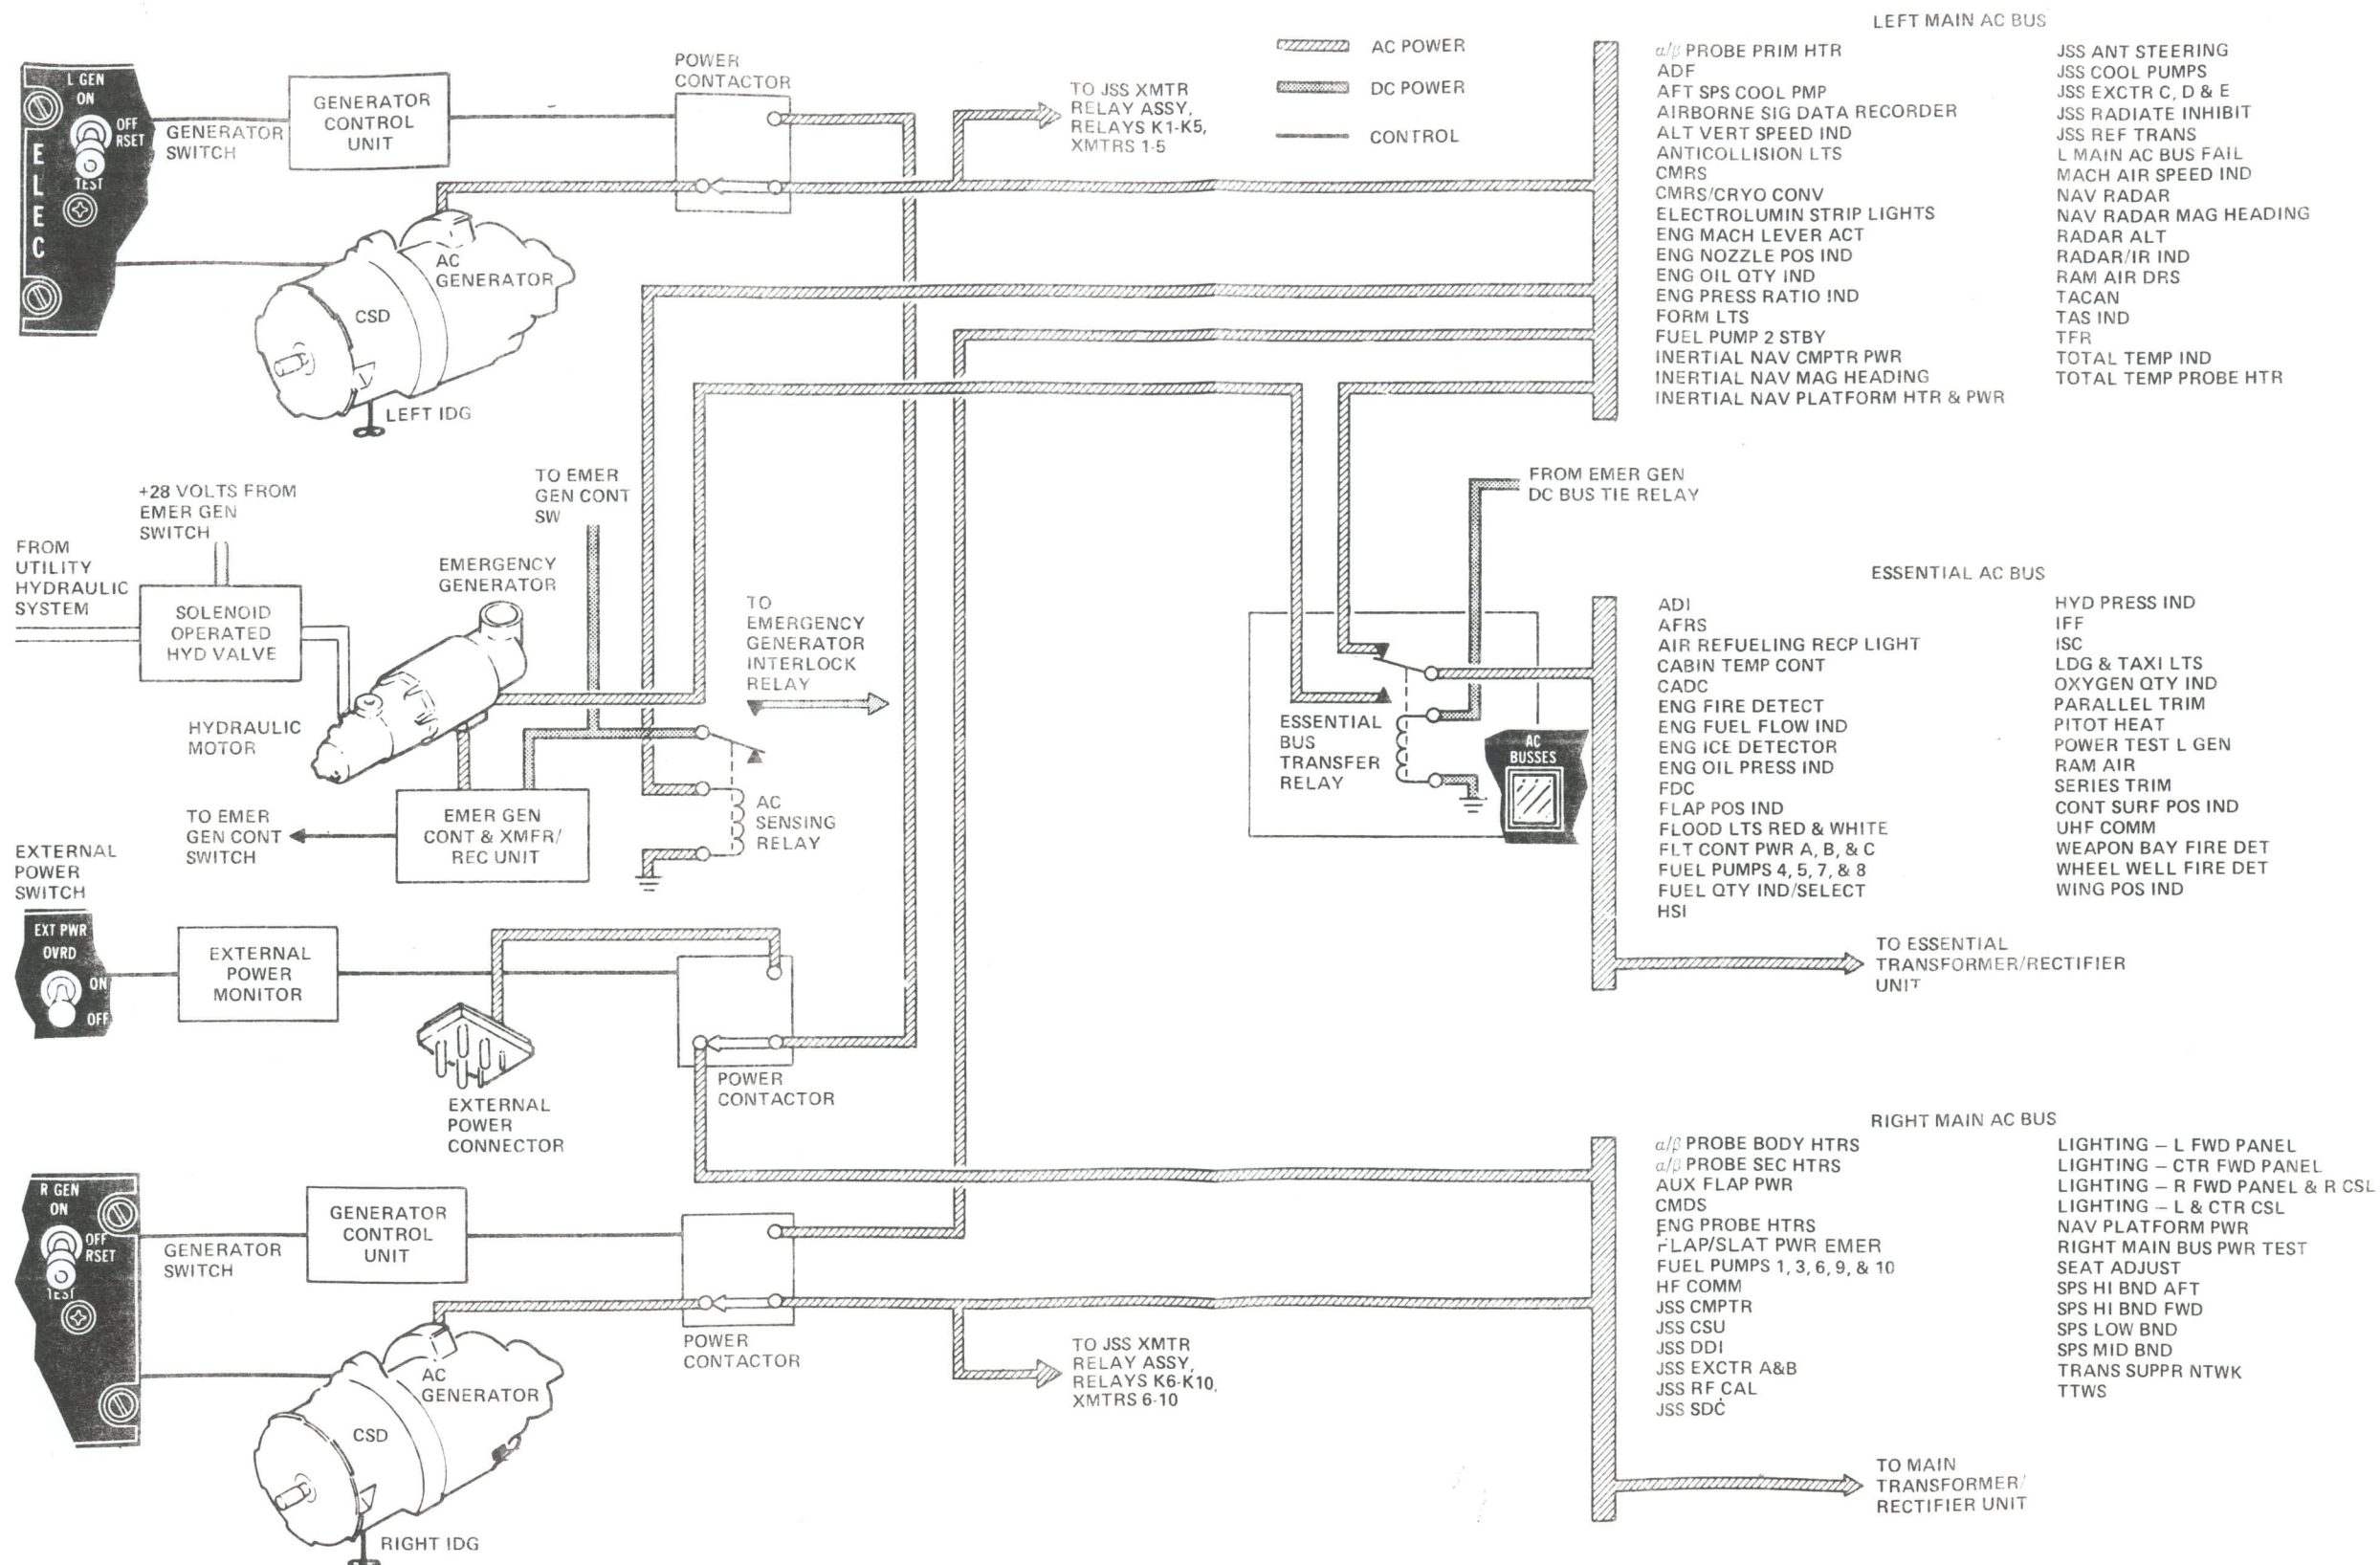 LEFT MAIN AC BUS
α/β PROBE PRIM HTR
ADF
AFT SPS COOL PMP
AIRBORNE SIG DATA RECORDER
ALT VERT SPEED IND
ANTICOLLISION LTS
CMRS
CMRS/CRYO CONV
ELECTROLUMIN STRIP LIGHTS
ENG MACH LEVER ACT
ENG NOZZLE POS IND
ENG OIL QTY IND
ENG PRESS RATIO IND
FORM LTS
FUEL PUMP 2 STBY
INERTIAL NAV CMPTR PWR
INERTIAL NAV MAG HEADING
INERTIAL NAV PLATFORM HTR & PWR
JSS ANT STEERING
JSS COOL PUMPS
JSS EXCTR C, D & E
JSS RADIATE INHIBIT
JSS REF TRANS
L MAIN AC BUS FAIL
MACH AIR SPEED IND
NAV RADAR
NAV RADAR MAG HEADING
RADAR ALT
RADAR/IR IND
RAM AIR DRS
TACAN
TAS IND
TFR
TOTAL TEMP IND
TOTAL TEMP PROBE HTR
AC POWER
DC POWER
CONTROL
L GEN
ON
OFF
RSET
TEST
ELEC
GENERATOR
SWITCH
GENERATOR
CONTROL
UNIT
POWER
CONTACTOR
TO JSS XMTR
RELAY ASSY,
RELAYS K1-K5,
XMTRS 1-5
AC
GENERATOR
CSD
LEFT IDG
+28 VOLTS FROM
EMER GEN
SWITCH
FROM
UTILITY
HYDRAULIC
SYSTEM
SOLENOID
OPERATED
HYD VALVE
EMERGENCY
GENERATOR
TO EMER
GEN CONT
SW
HYDRAULIC
MOTOR
TO
EMERGENCY
GENERATOR
INTERLOCK
RELAY
TO EMER
GEN CONT
SWITCH
EMER GEN
CONT & XMFR/
REC UNIT
AC
SENSING
RELAY
FROM EMER GEN
DC BUS TIE RELAY
ESSENTIAL
BUS
TRANSFER
RELAY
AC
BUSSES
ESSENTIAL AC BUS
ADI
AFRS
AIR REFUELING RECP LIGHT
CABIN TEMP CONT
CADC
ENG FIRE DETECT
ENG FUEL FLOW IND
ENG ICE DETECTOR
ENG OIL PRESS IND
FDC
FLAP POS IND
FLOOD LTS RED & WHITE
FLT CONT PWR A, B, & C
FUEL PUMPS 4, 5, 7, & 8
FUEL QTY IND/SELECT
HSI
HYD PRESS IND
IFF
ISC
LDG & TAXI LTS
OXYGEN QTY IND
PARALLEL TRIM
PITOT HEAT
POWER TEST L GEN
RAM AIR
SERIES TRIM
CONT SURF POS IND
UHF COMM
WEAPON BAY FIRE DET
WHEEL WELL FIRE DET
WING POS IND
TO ESSENTIAL
TRANSFORMER/RECTIFIER
UNIT
EXTERNAL
POWER
SWITCH
EXT PWR
OVRD
ON
OFF
EXTERNAL
POWER
MONITOR
EXTERNAL
POWER
CONNECTOR
POWER
CONTACTOR
R GEN
ON
OFF
RSET
TEST
GENERATOR
SWITCH
GENERATOR
CONTROL
UNIT
POWER
CONTACTOR
TO JSS XMTR
RELAY ASSY,
RELAYS K6-K10,
XMTRS 6-10
AC
GENERATOR
CSD
RIGHT IDG
RIGHT MAIN AC BUS
α/β PROBE BODY HTRS
α/β PROBE SEC HTRS
AUX FLAP PWR
CMDS
ENG PROBE HTRS
FLAP/SLAT PWR EMER
FUEL PUMPS 1, 3, 6, 9, & 10
HF COMM
JSS CMPTR
JSS CSU
JSS DDI
JSS EXCTR A&B
JSS RF CAL
JSS SDC
LIGHTING – L FWD PANEL
LIGHTING – CTR FWD PANEL
LIGHTING – R FWD PANEL & R CSL
LIGHTING – L & CTR CSL
NAV PLATFORM PWR
RIGHT MAIN BUS PWR TEST
SEAT ADJUST
SPS HI BND AFT
SPS HI BND FWD
SPS LOW BND
SPS MID BND
TRANS SUPPR NTWK
TTWS
TO MAIN
TRANSFORMER/
RECTIFIER UNIT